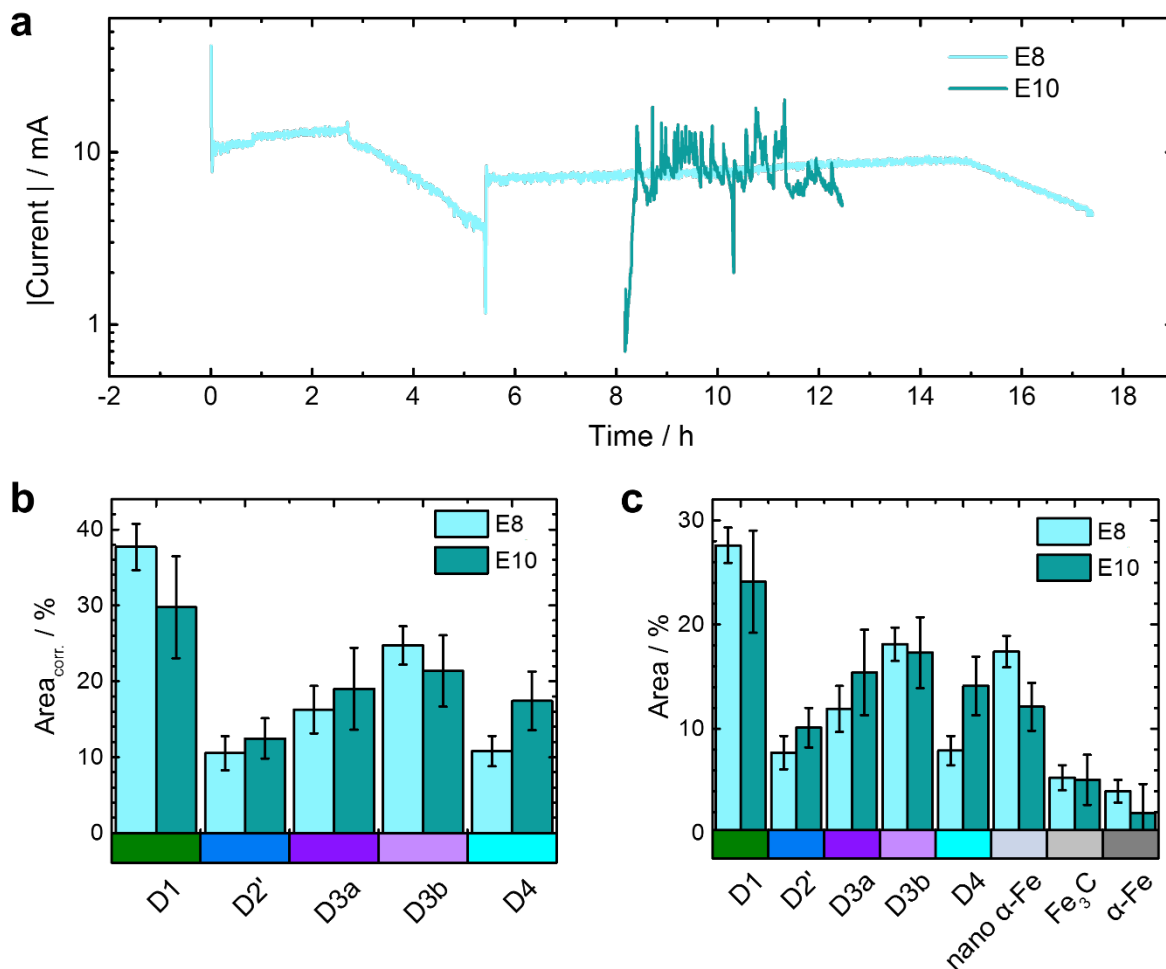 a
E8
E10
|Current | / mA
10
1
-2 0 2 4 6 8 10 12 14 16 18
Time / h
b
E8
E10
Area corr. / %
40
30
20
10
0
D1 D2' D3a D3b D4
c
E8
E10
Area / %
30
20
10
0
D1 D2' D3a D3b D4 nano α-Fe Fe3C α-Fe